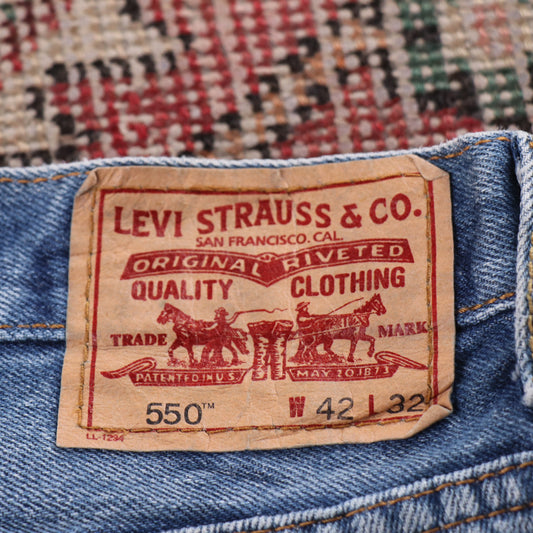 LEVI STRAUSS & CO.
SAN FRANCISCO, CAL.
ORIGINAL RIVETED
QUALITY CLOTHING
TRADE MARK
PATENTED IN U.S. MAY 20 1873
550™ W 42 L 32
LL-1234